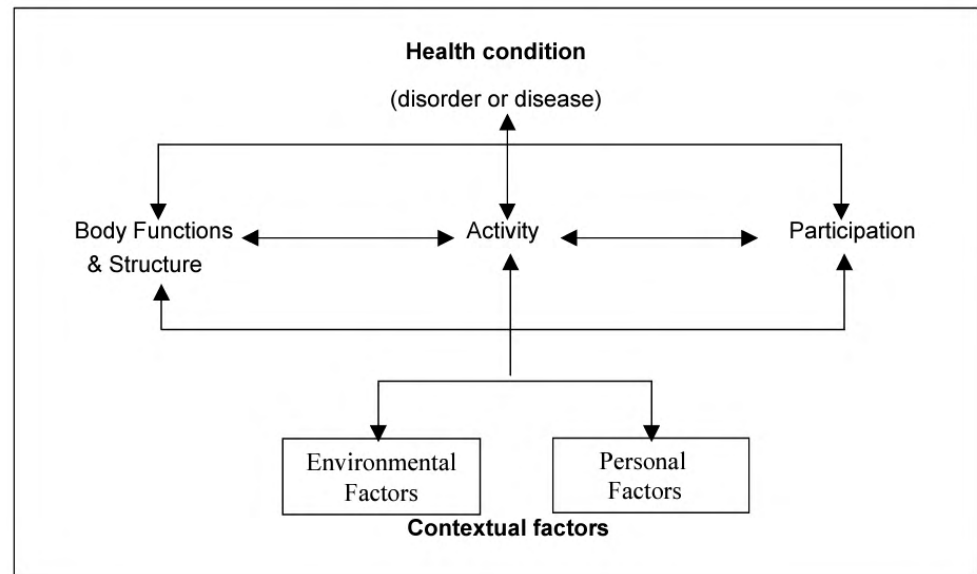 Health condition
(disorder or disease)
Body Functions
& Structure
Activity
Participation
Environmental
Factors
Personal
Factors
Contextual factors